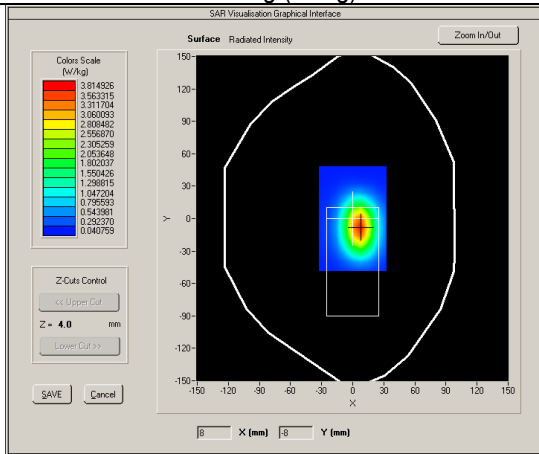 SAR Visualisation Graphical Interface
Surface Radiated Intensity
Zoom In/Out
Colors Scale
(W/kg)
3.814926
3.563315
3.311704
3.060093
2.808482
2.556870
2.305259
2.053648
1.802037
1.550426
1.298815
1.047204
0.795593
0.543981
0.292370
0.040759
150
120
90
60
30
0
-30
-60
-90
-120
-150
Y
-150 -120 -90 -60 -30 0 30 60 90 120 150
X
Z-Cuts Control
<< Upper Cut
Z = 4.0 mm
Lower Cut >>
SAVE
Cancel
8 X (mm) -8 Y (mm)